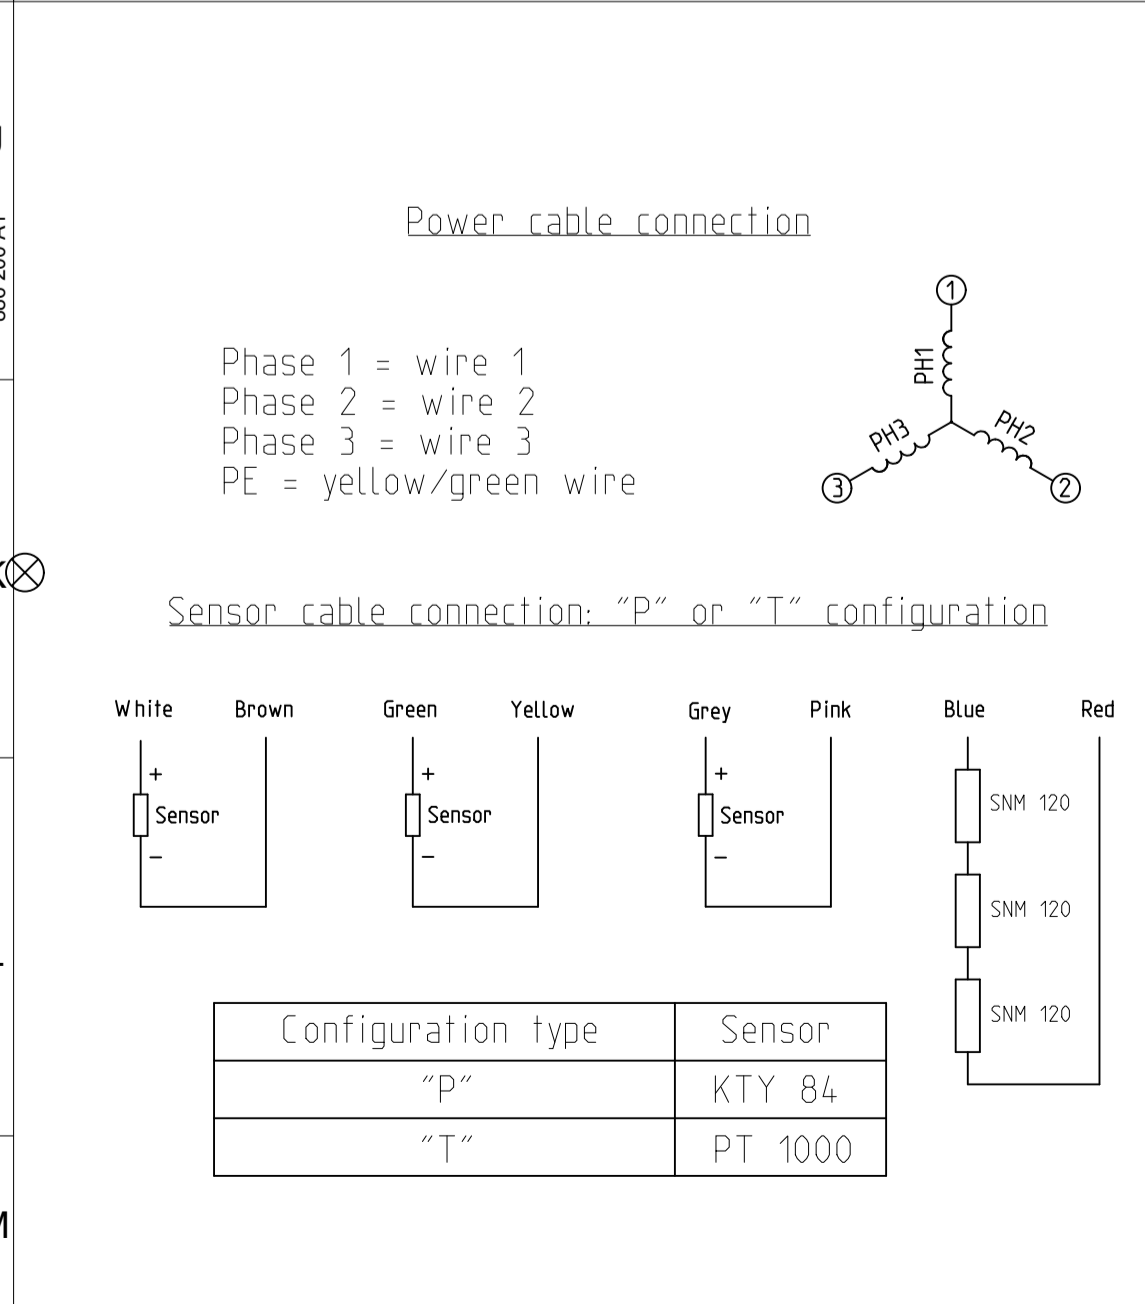 Power cable connection
1
PH1
PH2
PH3
3
2
Phase 1 = wire 1
Phase 2 = wire 2
Phase 3 = wire 3
PE = yellow/green wire
Sensor cable connection: "P" or "T" configuration
White Brown Green Yellow Grey Pink Blue Red
+ + +
Sensor Sensor Sensor SNM 120
- - -
SNM 120
SNM 120
Configuration type Sensor
"P" KTY 84
"T" PT 1000